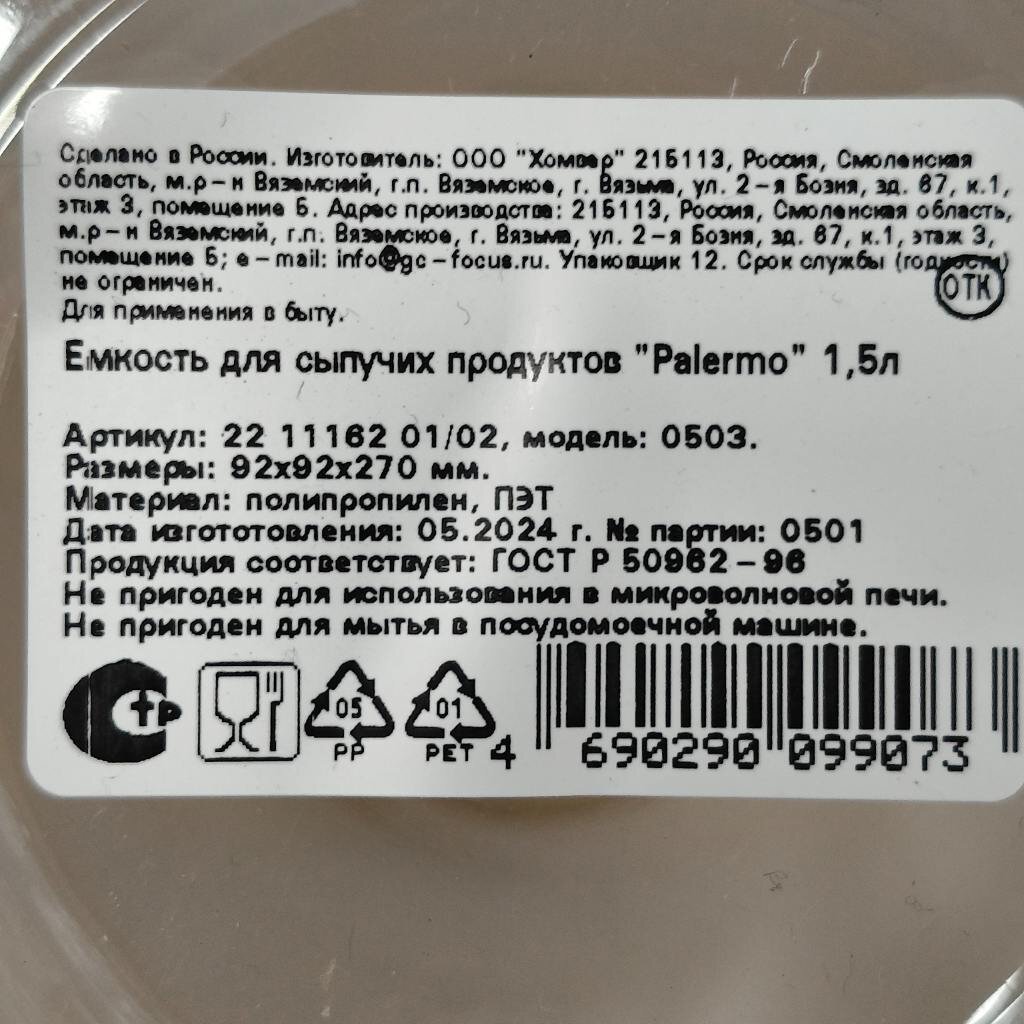 Сделано в России. Изготовитель: ООО "Хомвер" 215113, Россия, Смоленская
область, м.р-н Вяземский, г.п. Вяземское, г. Вязьма, ул. 2-я Бозня, зд. 67, к.1,
этаж 3, помещение 5. Адрес производства: 215113, Россия, Смоленская область,
м.р-н Вяземский, г.п. Вяземское, г. Вязьма, ул. 2-я Бозня, зд. 67, к.1, этаж 3,
помещение 5; e-mail: info@gc-focus.ru. Упаковщик 12. Срок службы (годности)
не ограничен.
ОТК
Для применения в быту.
Емкость для сыпучих продуктов "Palermo" 1,5л
Артикул: 22 11162 01/02, модель: 0503.
Размеры: 92х92х270 мм.
Материал: полипропилен, ПЭТ
Дата изгототовления: 05.2024 г. № партии: 0501
Продукция соответствует: ГОСТ Р 50962-96
Не пригоден для использования в микроволновой печи.
Не пригоден для мытья в посудомоечной машине.
05
PP
01
PET
4 690290 099073